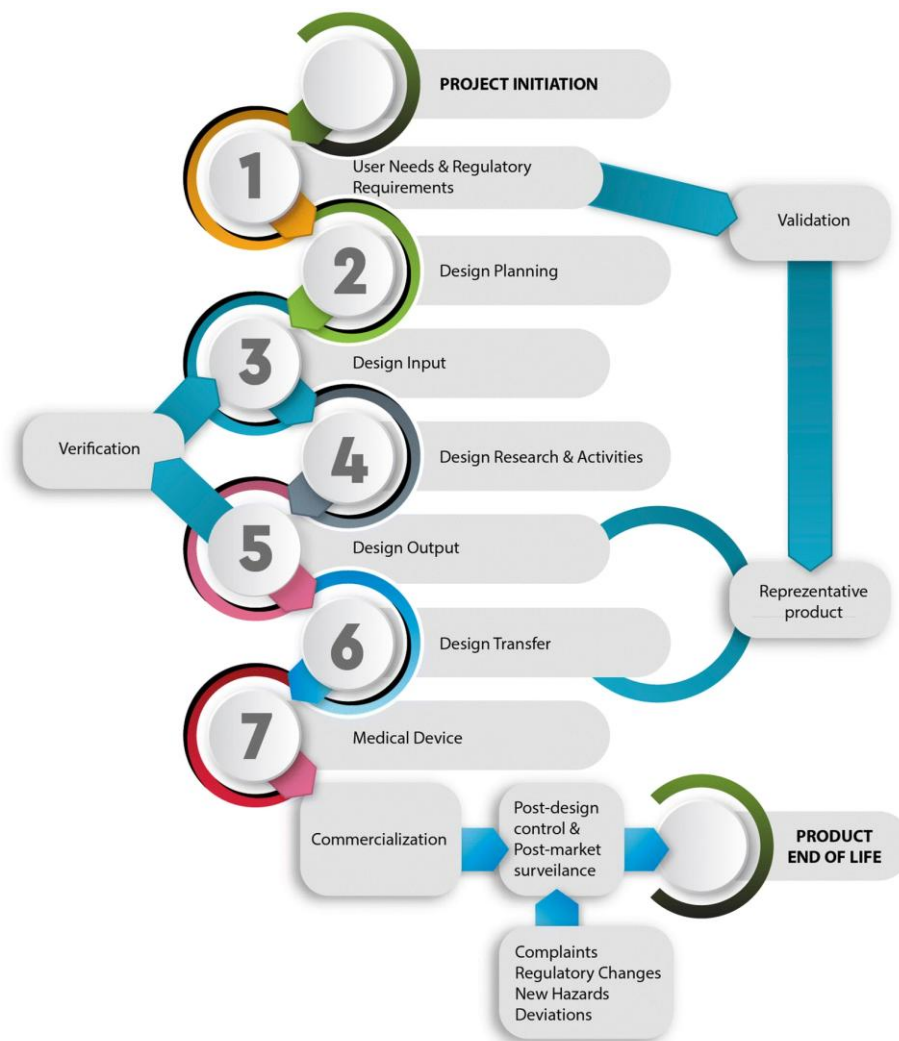 PROJECT INITIATION
1
User Needs & Regulatory
Requirements
Validation
2
Design Planning
3
Design Input
Verification
4
Design Research & Activities
5
Design Output
Reprezentative
product
6
Design Transfer
7
Medical Device
Commercialization
Post-design
control &
Post-market
surveilance
PRODUCT
END OF LIFE
Complaints
Regulatory Changes
New Hazards
Deviations